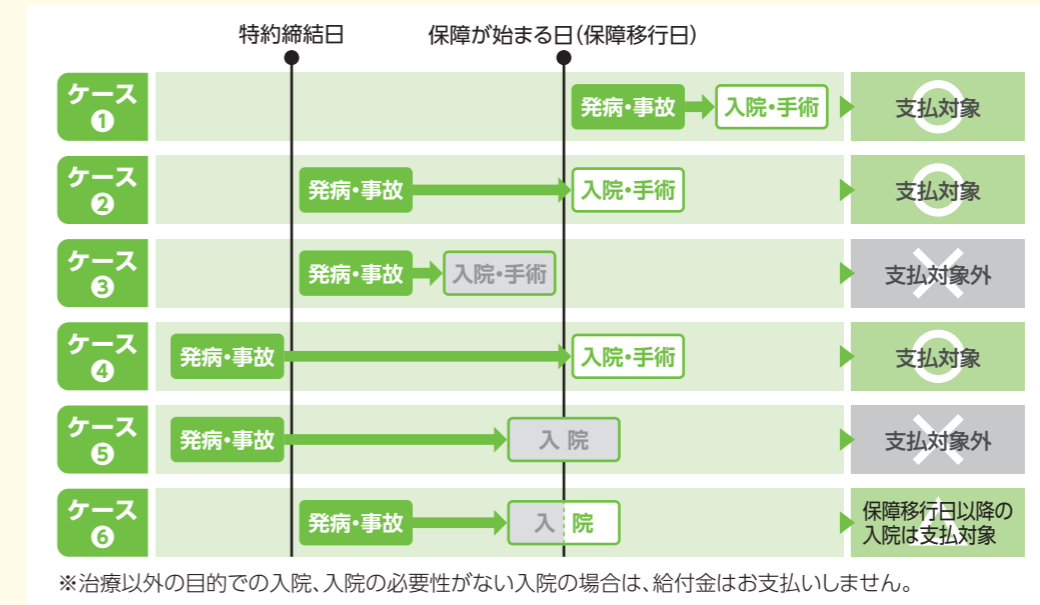 特約締結日
保障が始まる日(保障移行日)
ケース
❶
発病・事故
入院・手術
支払対象
ケース
❷
発病・事故
入院・手術
支払対象
ケース
❸
発病・事故
入院・手術
支払対象外
ケース
❹
発病・事故
入院・手術
支払対象
ケース
❺
発病・事故
入 院
支払対象外
ケース
❻
発病・事故
入 院
保障移行日以降の
入院は支払対象
※治療以外の目的での入院、入院の必要性がない入院の場合は、給付金はお支払いしません。